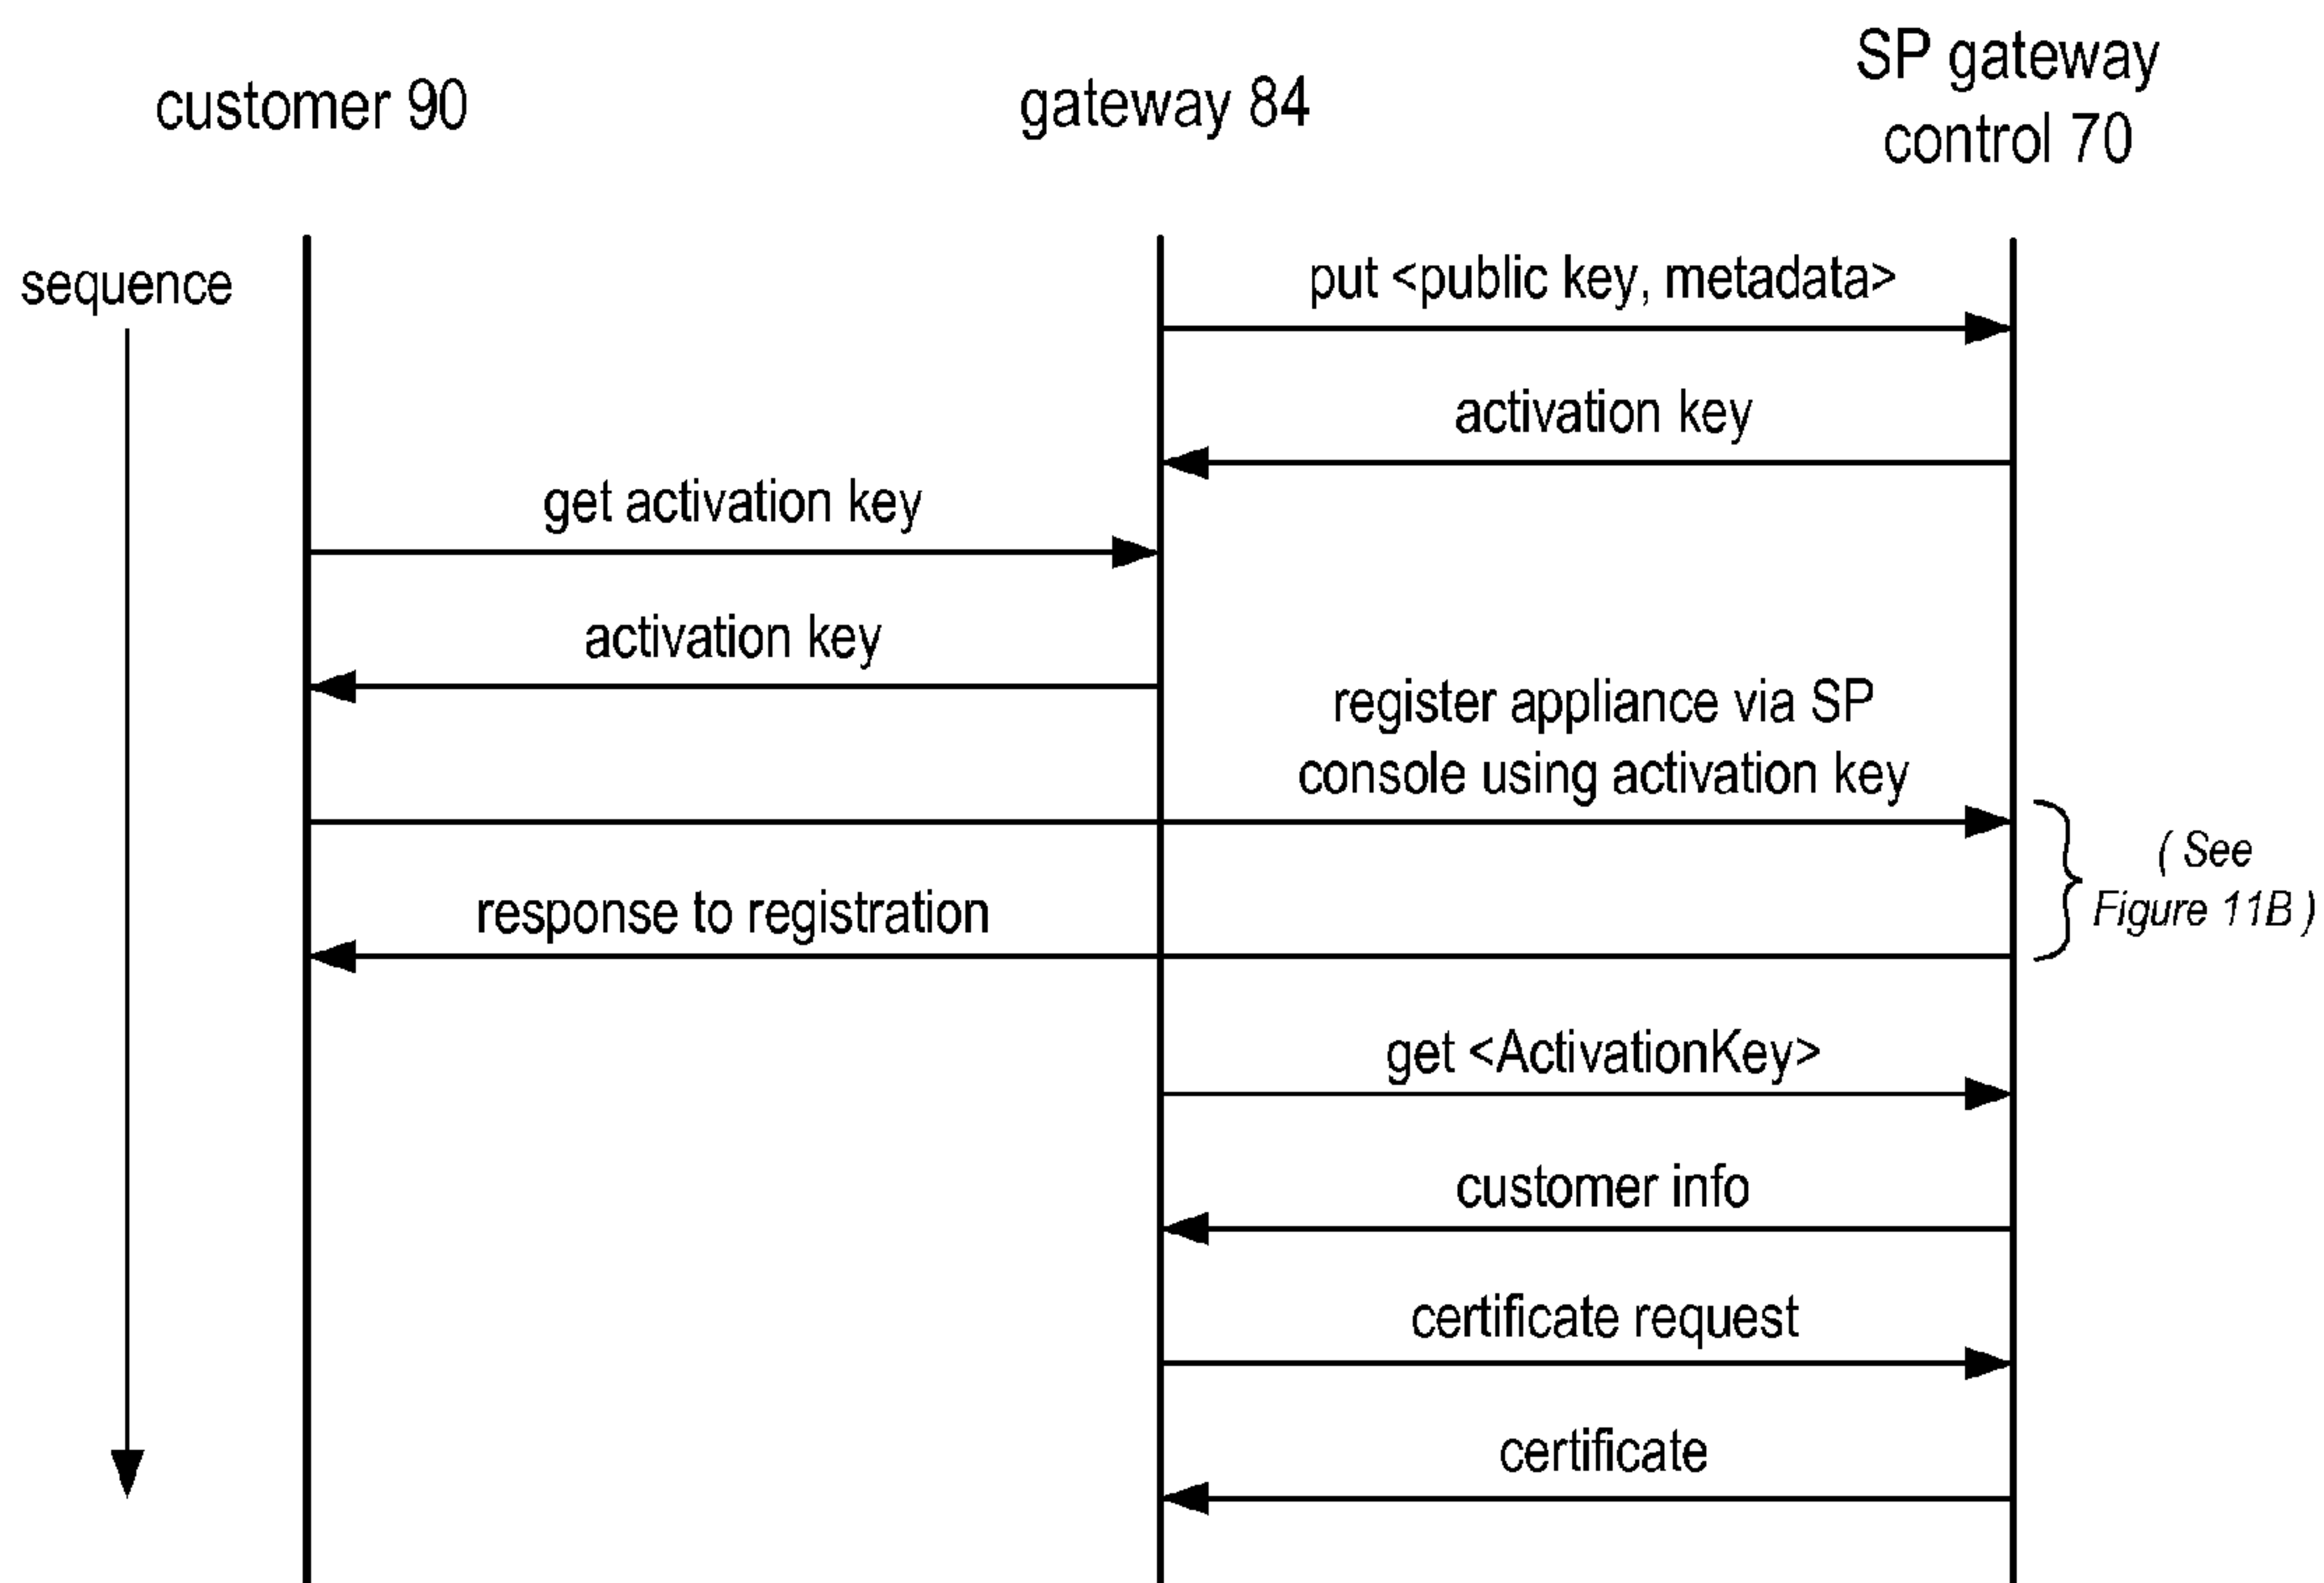 customer 90
gateway 84
SP gateway
control 70
sequence
put <public key, metadata>
activation key
get activation key
activation key
register appliance via SP
console using activation key
( See
Figure 11B )
response to registration
get <ActivationKey>
customer info
certificate request
certificate